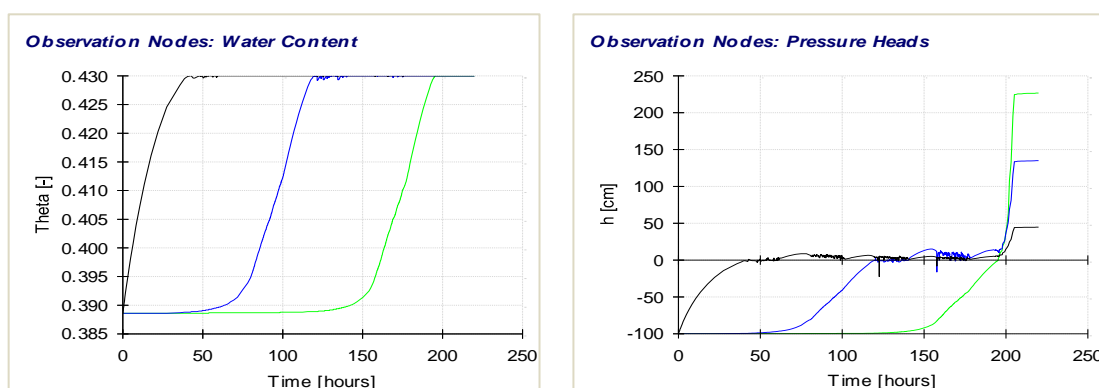 Observation Nodes: Water Content
0.430
0.425
0.420
0.415
0.410
0.405
0.400
0.395
0.390
0.385
Theta [-]
0 50 100 150 200 250
Time [hours]
Observation Nodes: Pressure Heads
250
200
150
100
50
0
-50
-100
h [cm]
0 50 100 150 200 250
Time [hours]